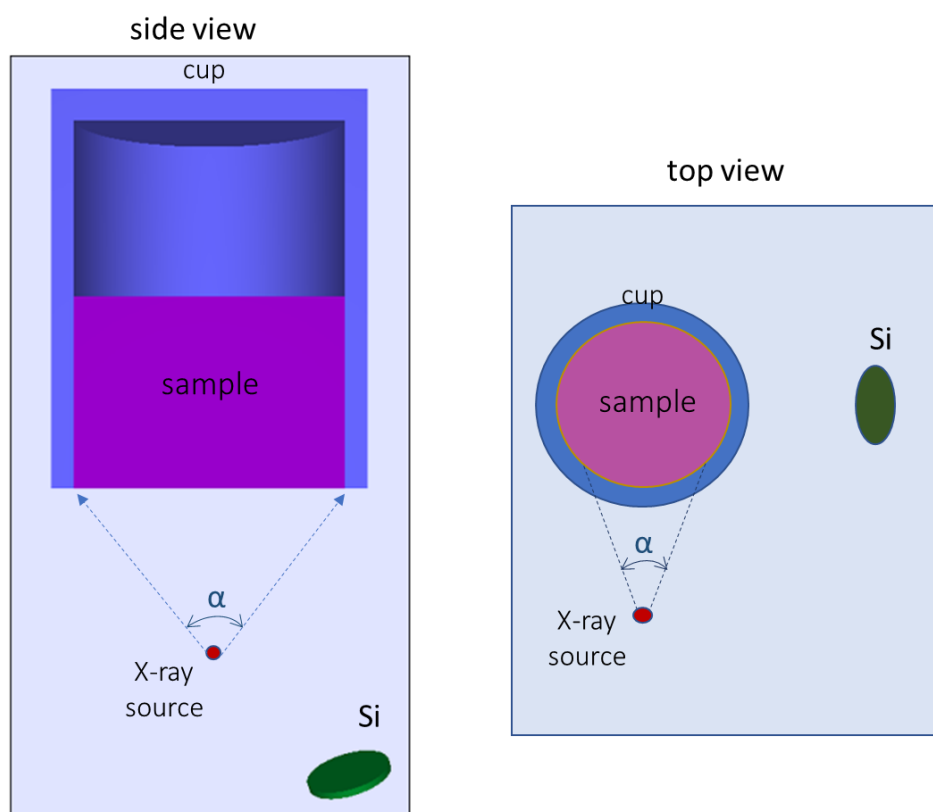 side view
cup
sample
α
X-ray
source
Si
top view
cup
Si
sample
α
X-ray
source